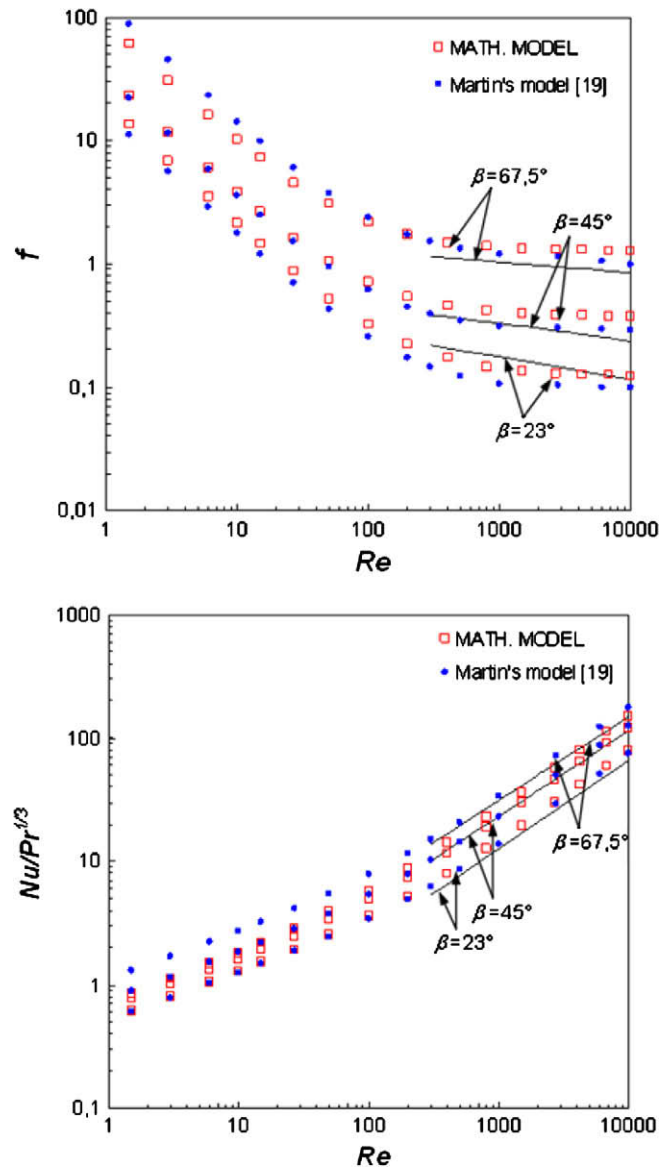 100
10
1
0,1
0,01
f
MATH. MODEL
Martin's model [19]
β=67,5°
β=45°
β=23°
1
10
100
1000
10000
Re
1000
100
10
1
0,1
Nu/Pr^1/3
MATH. MODEL
Martin's model [19]
β=67,5°
β=45°
β=23°
1
10
100
1000
10000
Re